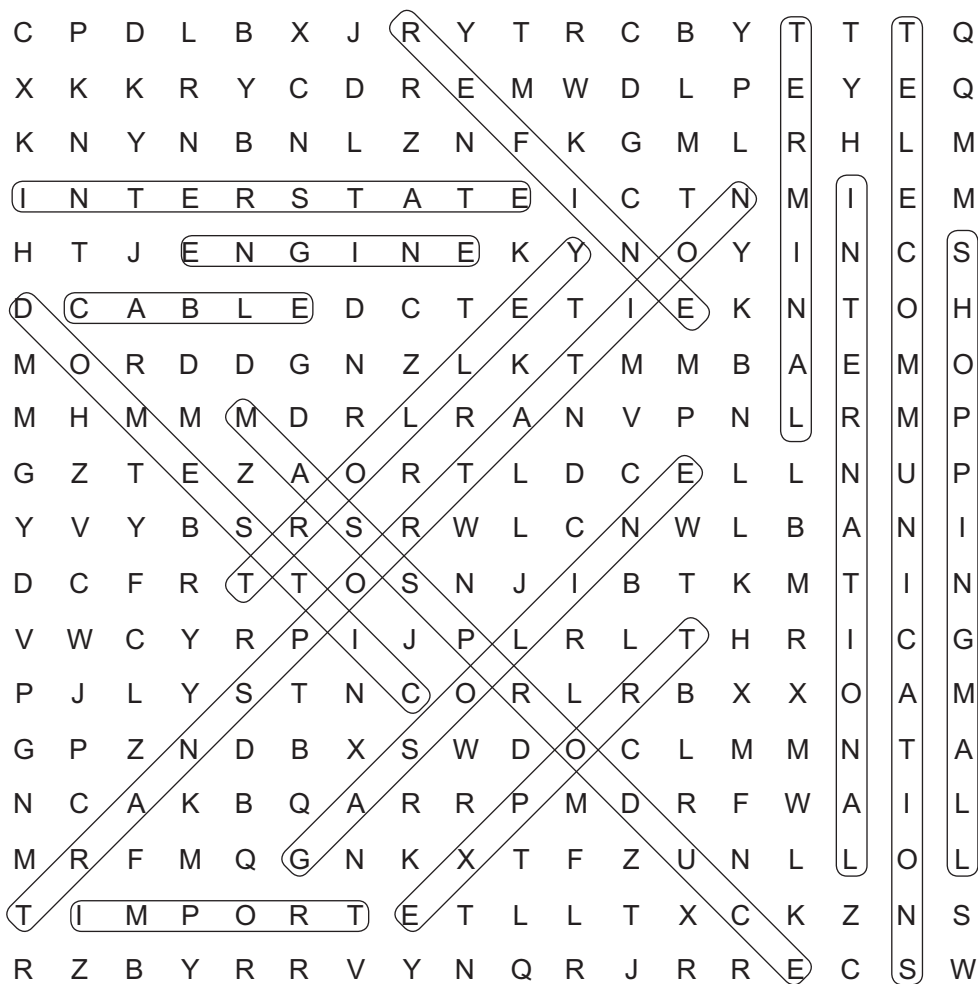 C P D L B X J R Y T R C B Y T T T Q
X K K R Y C D R E M W D L P E Y E Q
K N Y N B N L Z N F K G M L R H L M
I N T E R S T A T E I C T N M I E M
H T J E N G I N E K Y N O Y I N C S
D C A B L E D C T E T I E K N T O H
M O R D D G N Z L K T M M B A E M O
M H M M M D R L R A N V P N L R M P
G Z T E Z A O R T L D C E L L N U P
Y V Y B S R S R W L C N W L B A N I
D C F R T T O S N J I B T K M T I N
V W C Y R P I J P L R L T H R I C G
P J L Y S T N C O R L R B X X O A M
G P Z N D B X S W D O C L M M N T A
N C A K B Q A R R P M D R F W A I L
M R F M Q G N K X T F Z U N L L O L
T I M P O R T E T L L T X C K Z N S
R Z B Y R R V Y N Q R J R R E C S W